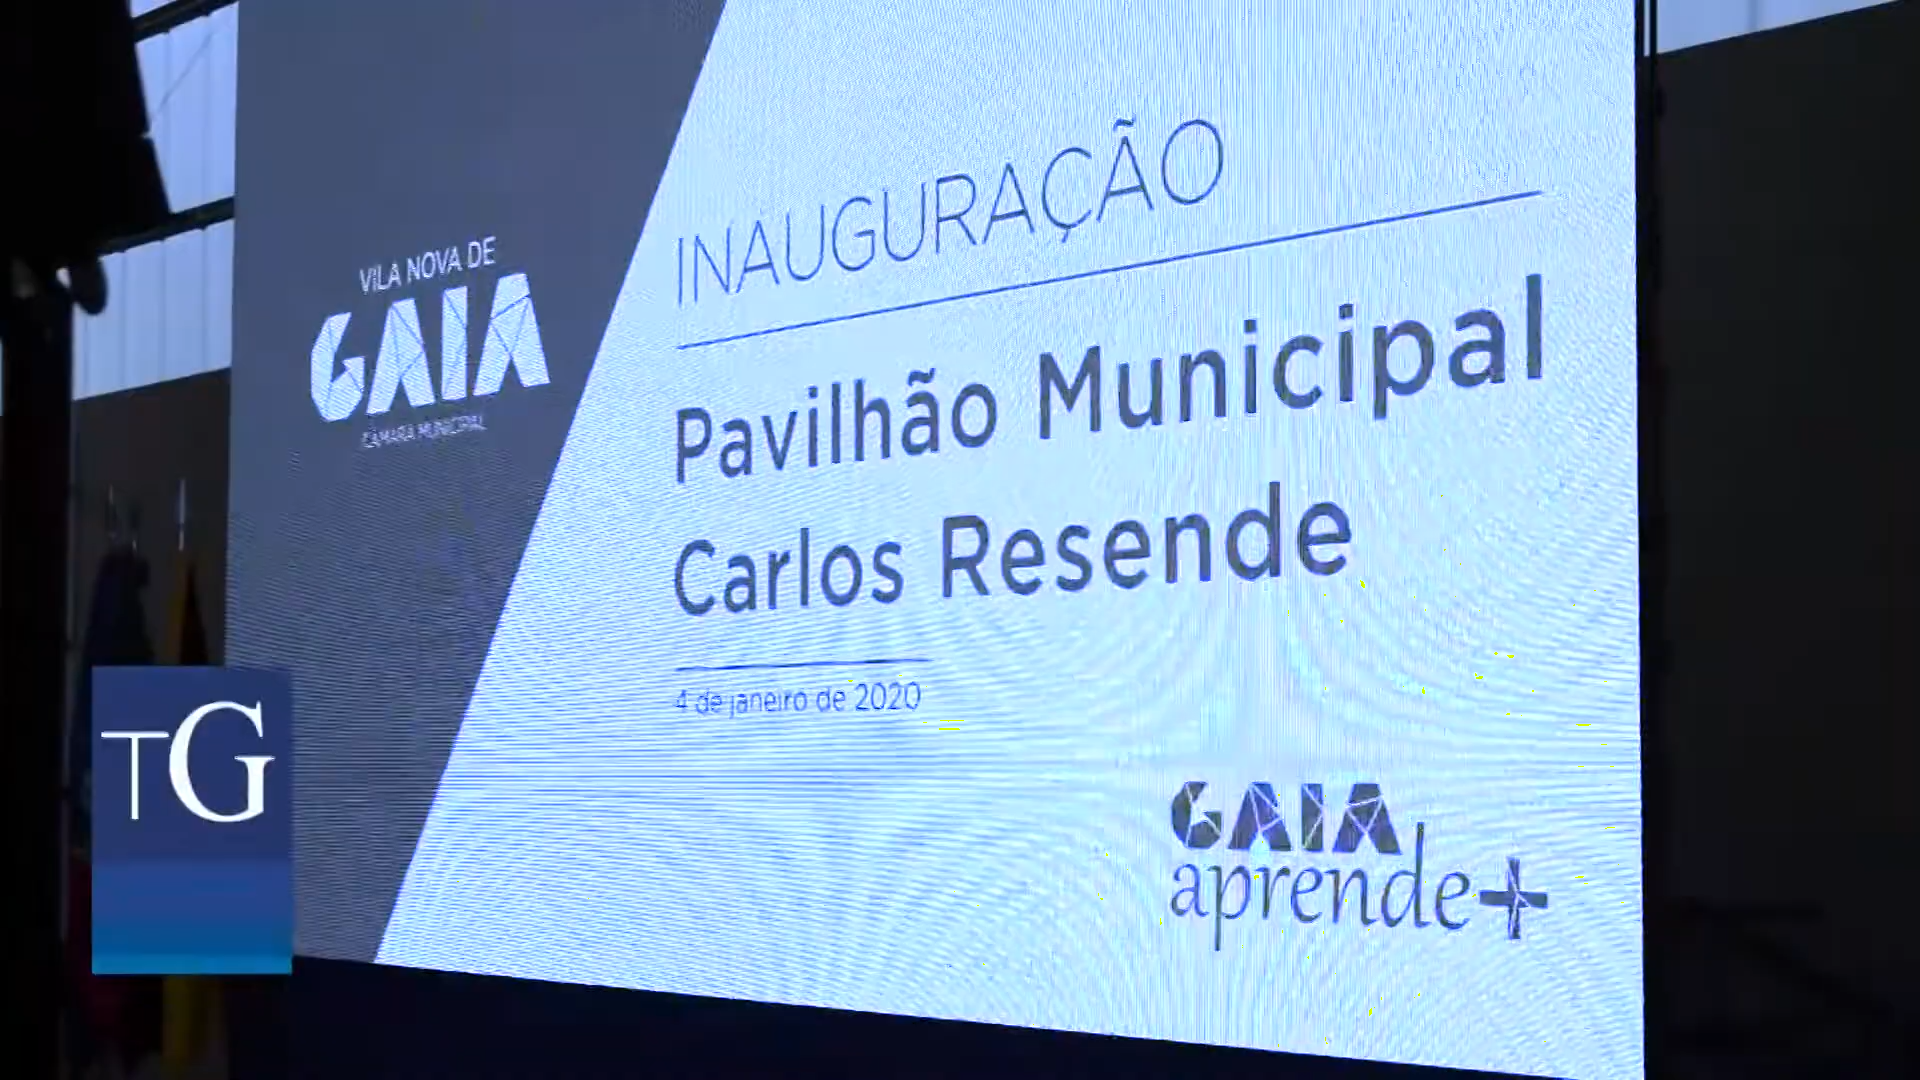 VILA NOVA DE
GAIA
CÂMARA MUNICIPAL
INAUGURAÇÃO
Pavilhão Municipal
Carlos Resende
4 de janeiro de 2020
GAIA
aprende+
TG